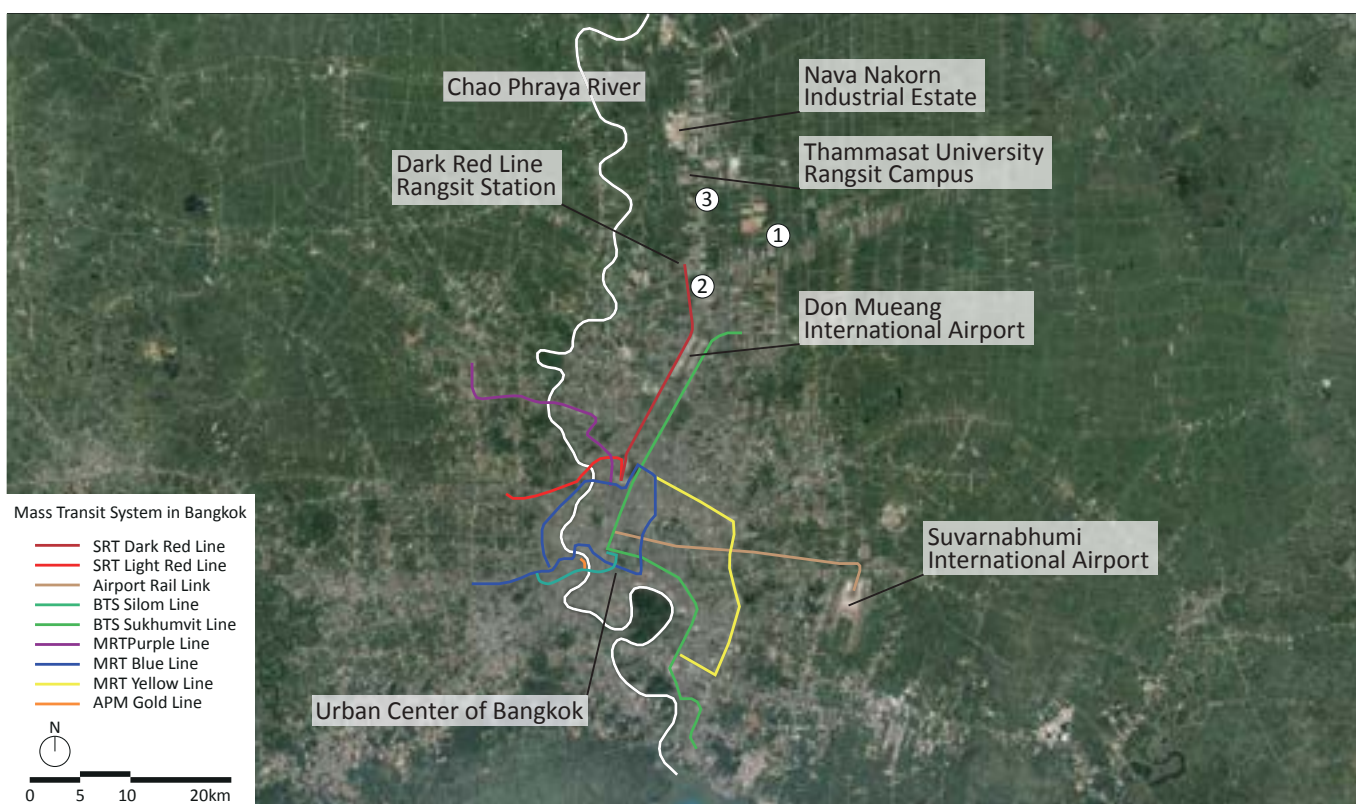 Chao Phraya River
Nava Nakorn
Industrial Estate
Dark Red Line
Rangsit Station
Thammasat University
Rangsit Campus
3
1
2
Don Mueang
International Airport
Suvarnabhumi
International Airport
Urban Center of Bangkok
Mass Transit System in Bangkok
SRT Dark Red Line
SRT Light Red Line
Airport Rail Link
BTS Silom Line
BTS Sukhumvit Line
MRTPurple Line
MRT Blue Line
MRT Yellow Line
APM Gold Line
N
0 5 10 20km